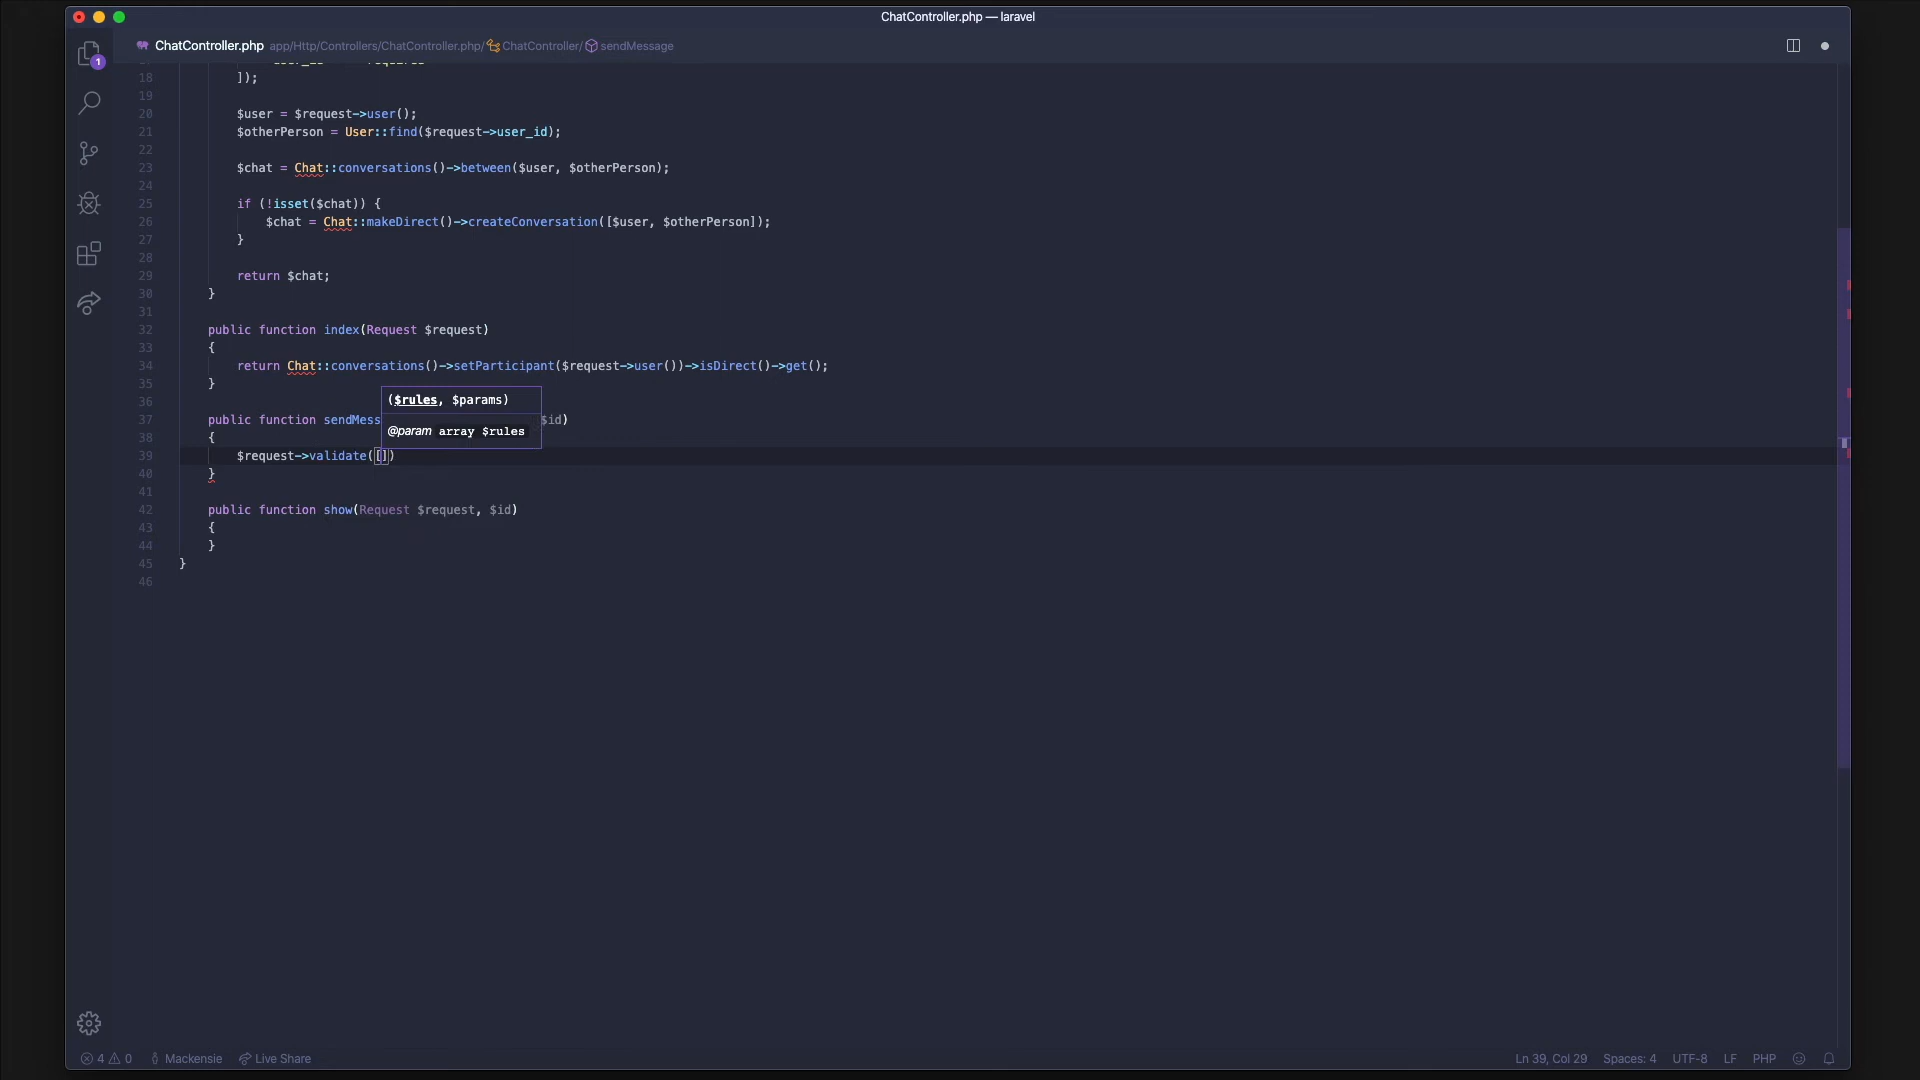 ChatController.php — laravel
ChatController.php app/Http/Controllers/ChatController.php/ ChatController/ sendMessage
1
18 ]);
19
20 $user = $request->user();
21 $otherPerson = User::find($request->user_id);
22
23 $chat = Chat::conversations()->between($user, $otherPerson);
24
25 if (!isset($chat)) {
26 $chat = Chat::makeDirect()->createConversation([$user, $otherPerson]);
27 }
28
29 return $chat;
30 }
31
32 public function index(Request $request)
33 {
34 return Chat::conversations()->setParticipant($request->user())->isDirect()->get();
35 }
36
($rules, $params)
37 public function sendMess $id)
@param array $rules
38 {
39 $request->validate([])
40 }
41
42 public function show(Request $request, $id)
43 {
44 }
45 }
46
4 0 Mackensie Live Share Ln 39, Col 29 Spaces: 4 UTF-8 LF PHP